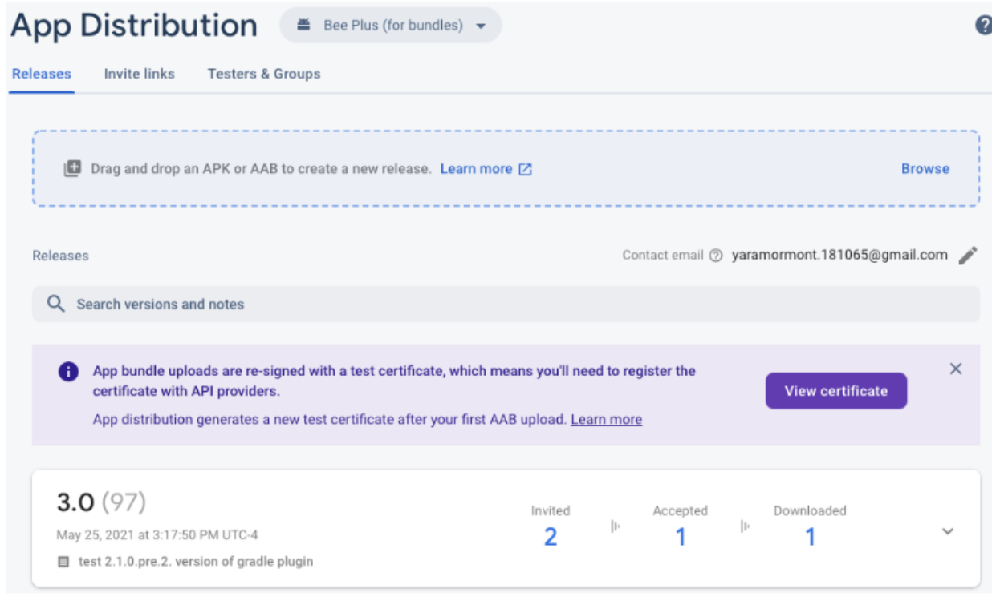 App Distribution
Bee Plus (for bundles)
Releases
Invite links
Testers & Groups
Drag and drop an APK or AAB to create a new release. Learn more
Browse
Releases
Contact email
yaramormont.181065@gmail.com
Search versions and notes
App bundle uploads are re-signed with a test certificate, which means you'll need to register the
certificate with API providers.
App distribution generates a new test certificate after your first AAB upload. Learn more
View certificate
3.0 (97)
May 25, 2021 at 3:17:50 PM UTC-4
test 2.1.0.pre.2. version of gradle plugin
Invited
2
Accepted
1
Downloaded
1